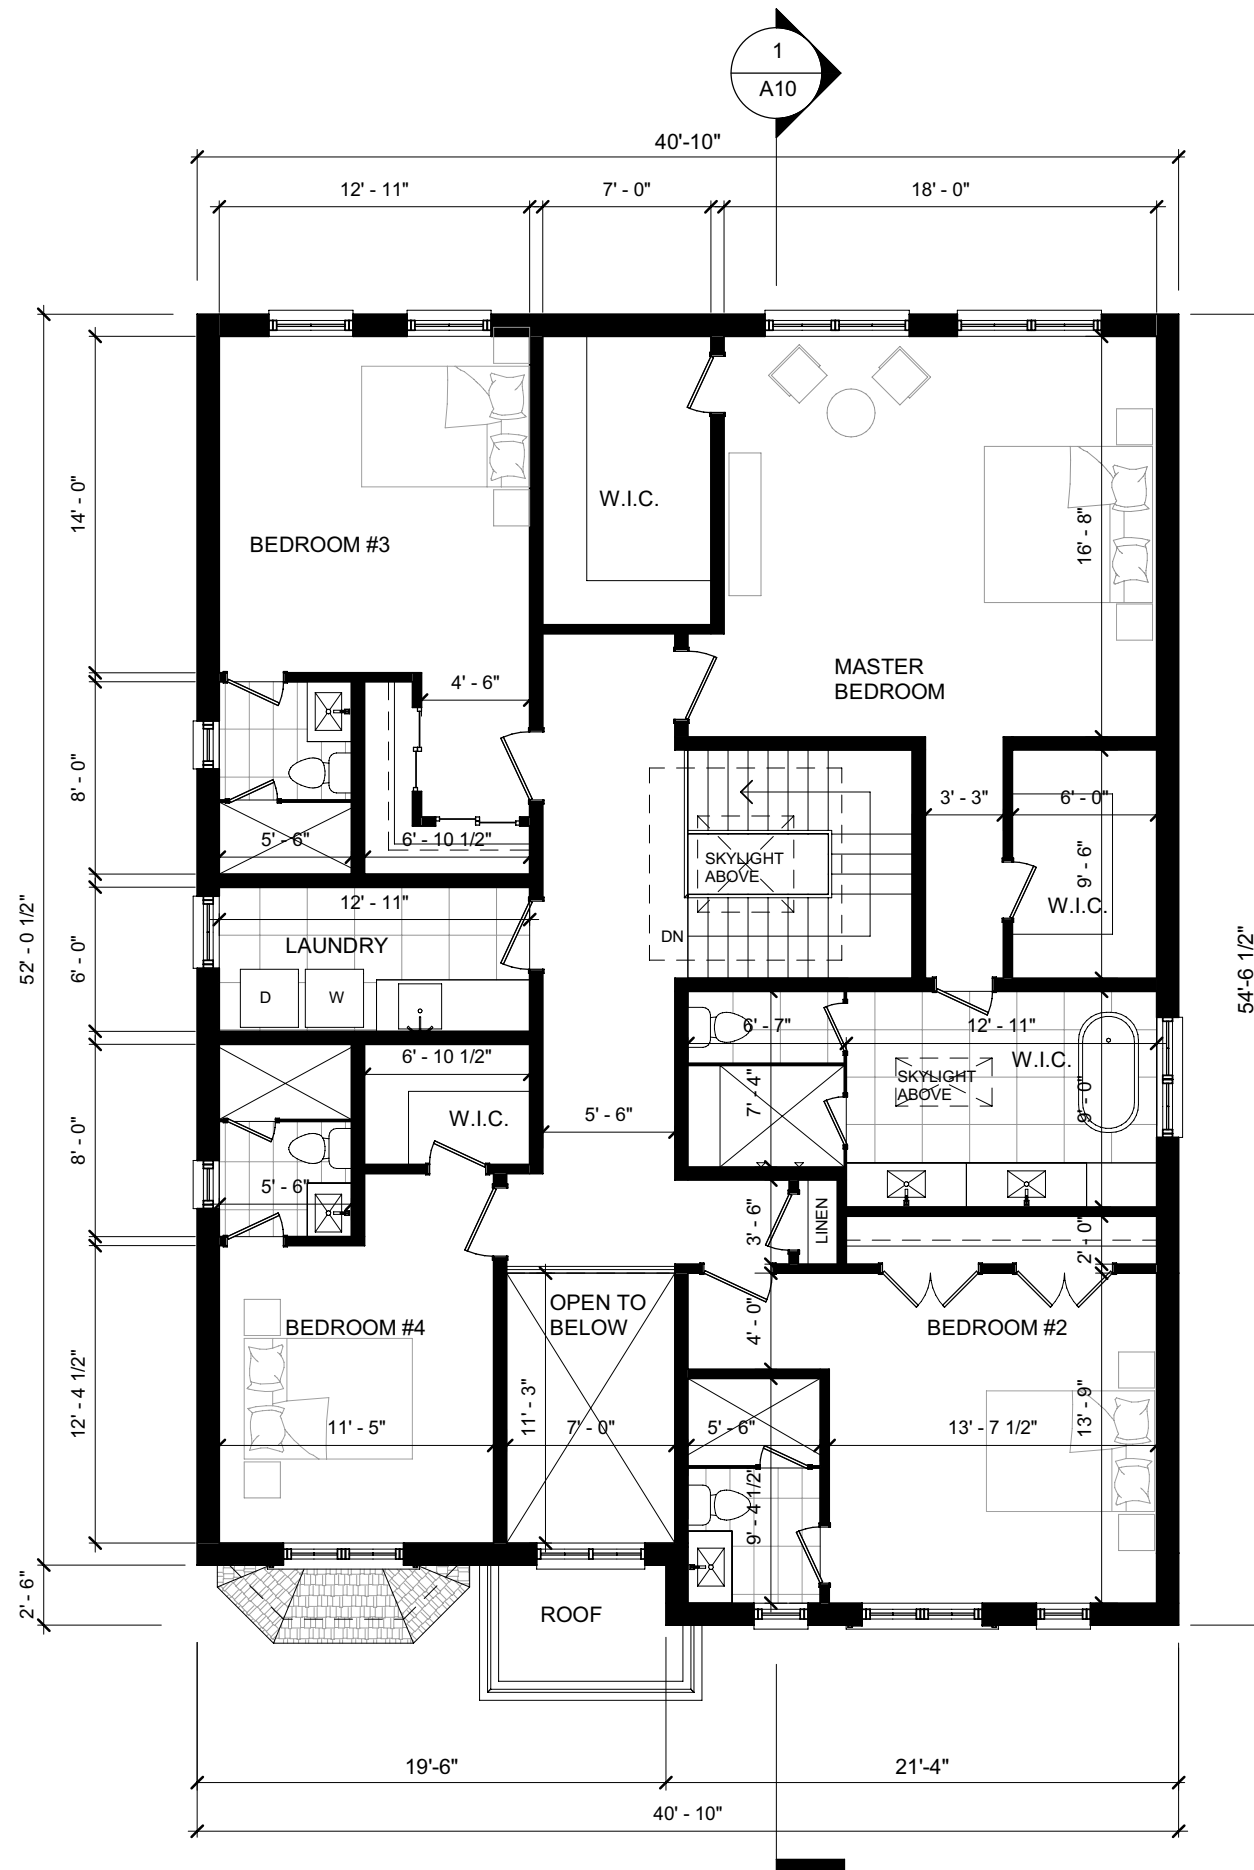 1
A10
40'-10"
12' - 11"
7' - 0"
18' - 0"
14' - 0"
W.I.C.
16' - 8"
BEDROOM #3
MASTER
BEDROOM
4' - 6"
8' - 0"
3' - 3"
6' - 0"
5' - 6"
6' - 10 1/2"
SKYLIGHT
ABOVE
9' - 6"
12' - 11"
W.I.C.
52' - 0 1/2"
6' - 0"
LAUNDRY
DN
54'-6 1/2"
D
W
6' - 7"
12' - 11"
6' - 10 1/2"
W.I.C.
SKYLIGHT
ABOVE
7' - 4"
9' - 0"
W.I.C.
5' - 6"
8' - 0"
5' - 6"
3' - 6"
LINEN
2' - 0"
OPEN TO
BELOW
BEDROOM #4
4' - 0"
BEDROOM #2
12' - 4 1/2"
11' - 3"
13' - 9"
11' - 5"
7' - 0"
5' - 6"
13' - 7 1/2"
9' - 4 1/2"
2' - 6"
ROOF
19'-6"
21'-4"
40' - 10"